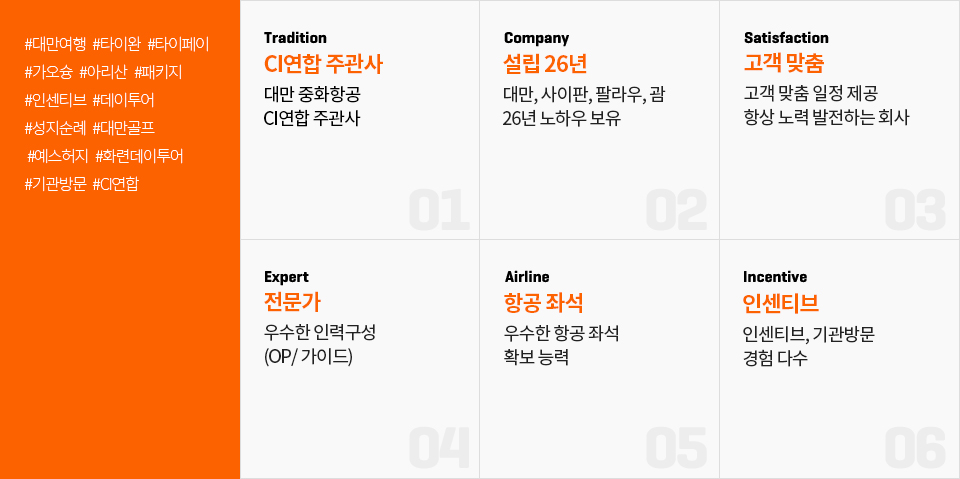 #대만여행 #타이완 #타이페이
#가오슝 #아리산 #패키지
#인센티브 #데이투어
#성지순례 #대만골프
#예스허지 #화련데이투어
#기관방문 #CI연합
Tradition
CI연합 주관사
대만 중화항공
CI연합 주관사
01
Company
설립 26년
대만, 사이판, 팔라우, 괌
26년 노하우 보유
02
Satisfaction
고객 맞춤
고객 맞춤 일정 제공
항상 노력 발전하는 회사
03
Expert
전문가
우수한 인력구성
(OP/ 가이드)
04
Airline
항공 좌석
우수한 항공 좌석
확보 능력
05
Incentive
인센티브
인센티브, 기관방문
경험 다수
06